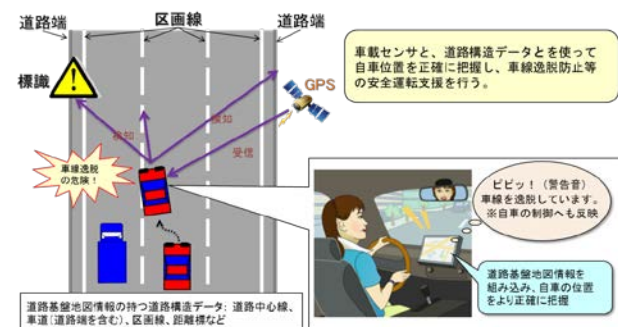 道路端
区画線
道路端
標識
GPS
検知
検知
受信
車線逸脱
の危険！
車載センサと、道路構造データとを使って
自車位置を正確に把握し、車線逸脱防止等
の安全運転支援を行う。
ピピッ！（警告音）
車線を逸脱しています。
※自車の制御へも反映
道路基盤地図情報を
組み込み、自車の位置
をより正確に把握
道路基盤地図情報の持つ道路構造データ: 道路中心線、
車道（道路端を含む）、区画線、距離標など